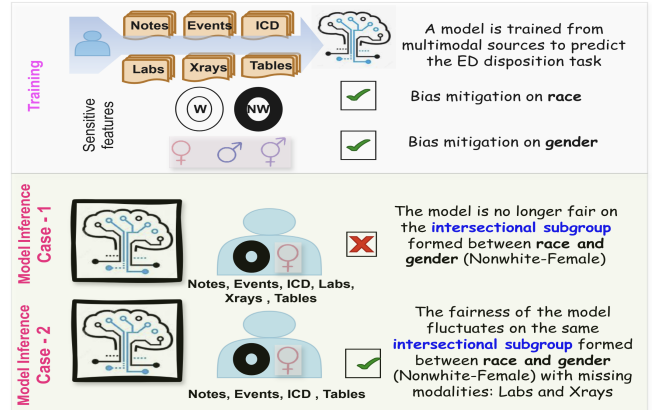 Notes Events ICD
Labs Xrays Tables
A model is trained from
multimodal sources to predict
the ED disposition task
Training
Sensitive
features
W NW
Bias mitigation on race
Bias mitigation on gender
Model Inference
Case - 1
Notes, Events, ICD, Labs,
Xrays , Tables
The model is no longer fair on
the intersectional subgroup
formed between race and
gender (Nonwhite-Female)
Model Inference
Case - 2
Notes, Events, ICD , Tables
The fairness of the model
fluctuates on the same
intersectional subgroup formed
between race and gender
(Nonwhite-Female) with missing
modalities: Labs and Xrays